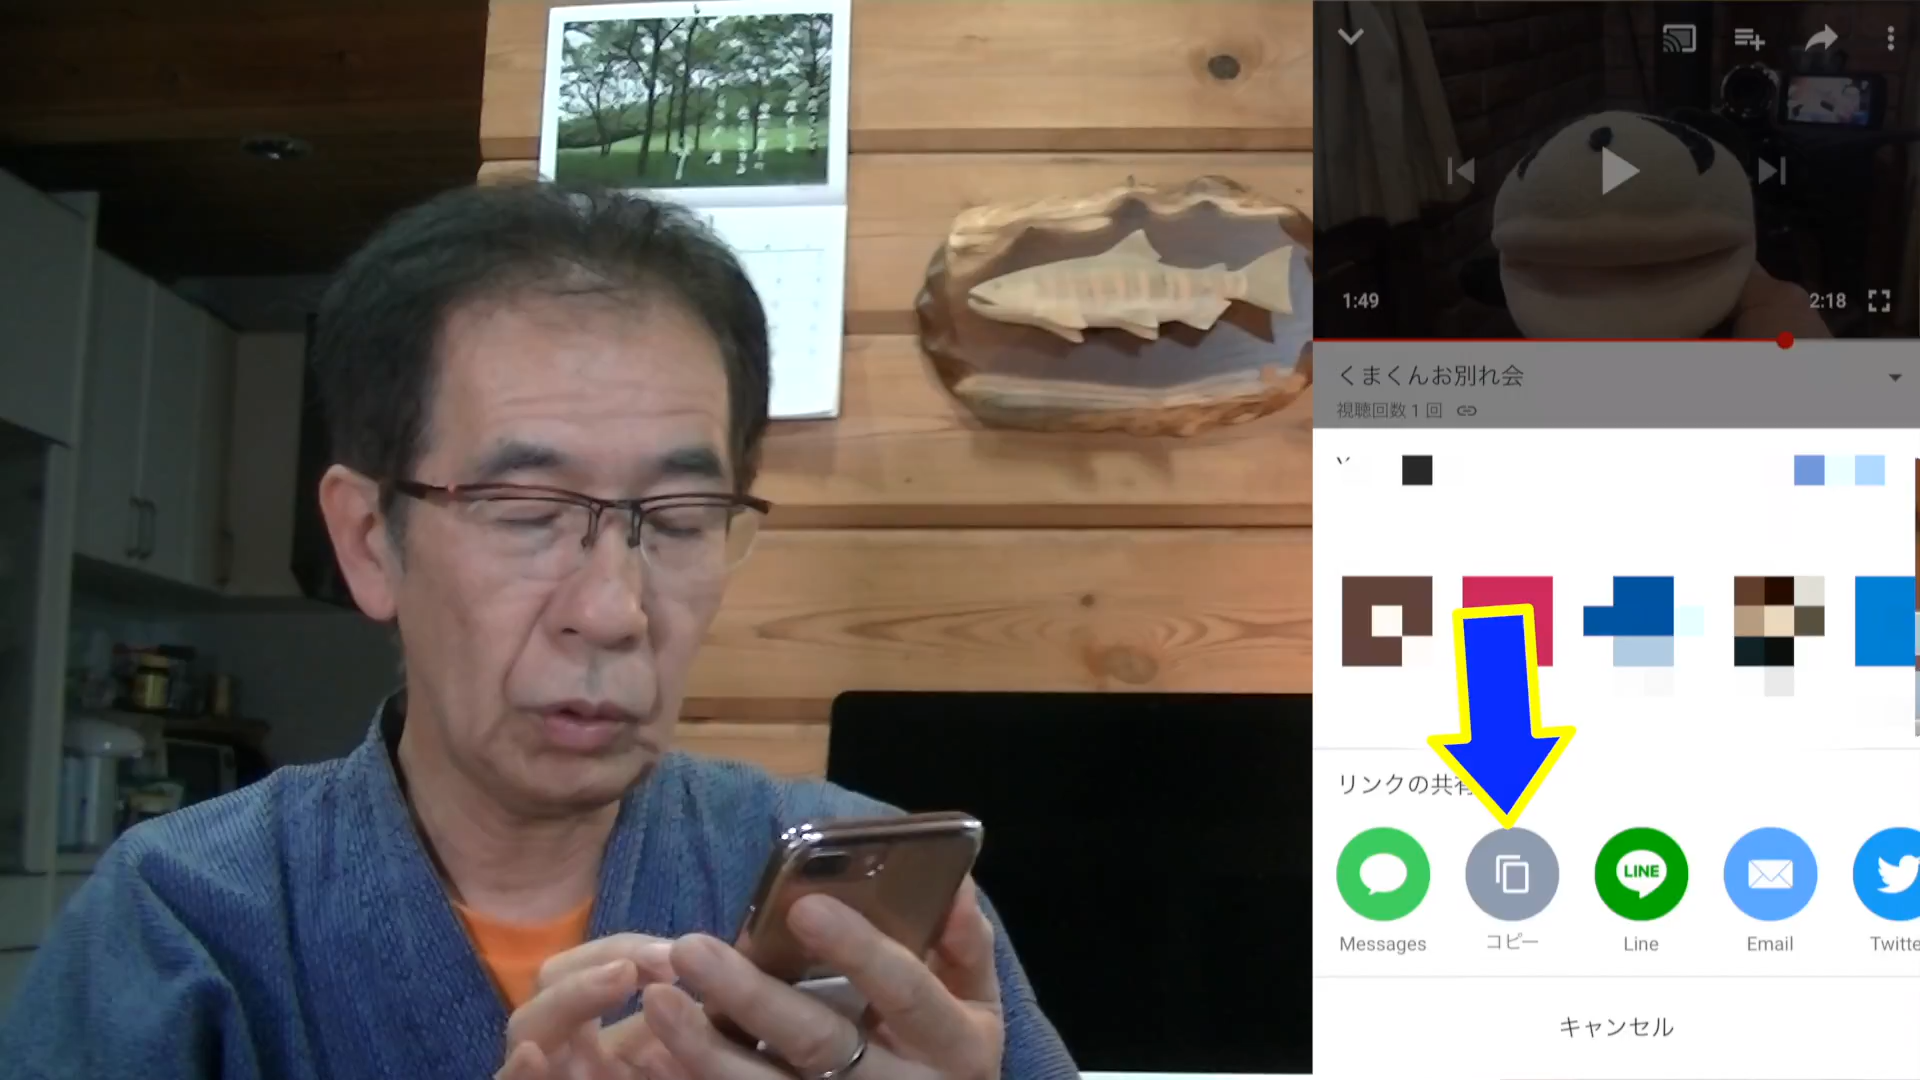 1:49
2:18
くまくんお別れ会
視聴回数 1 回
リンクの共有
LINE
Messages
コピー
Line
Email
Twitte
キャンセル